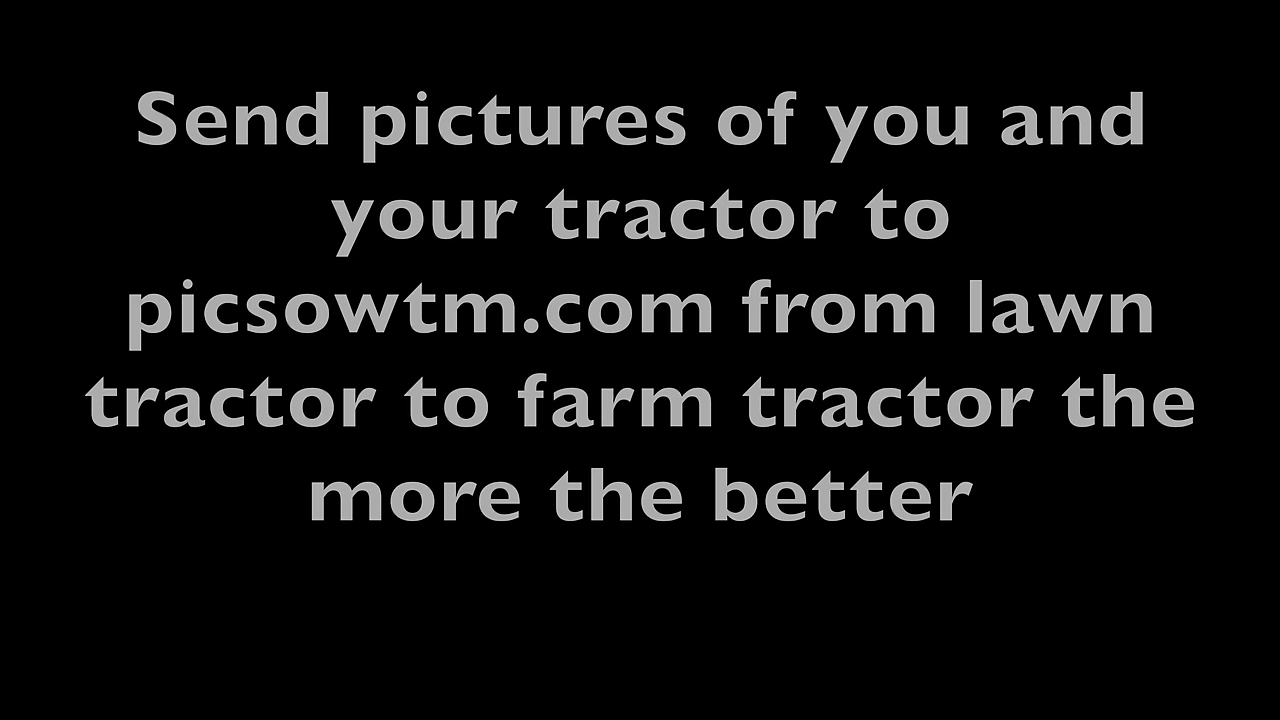 Send pictures of you and
your tractor to
picsowtm.com from lawn
tractor to farm tractor the
more the better